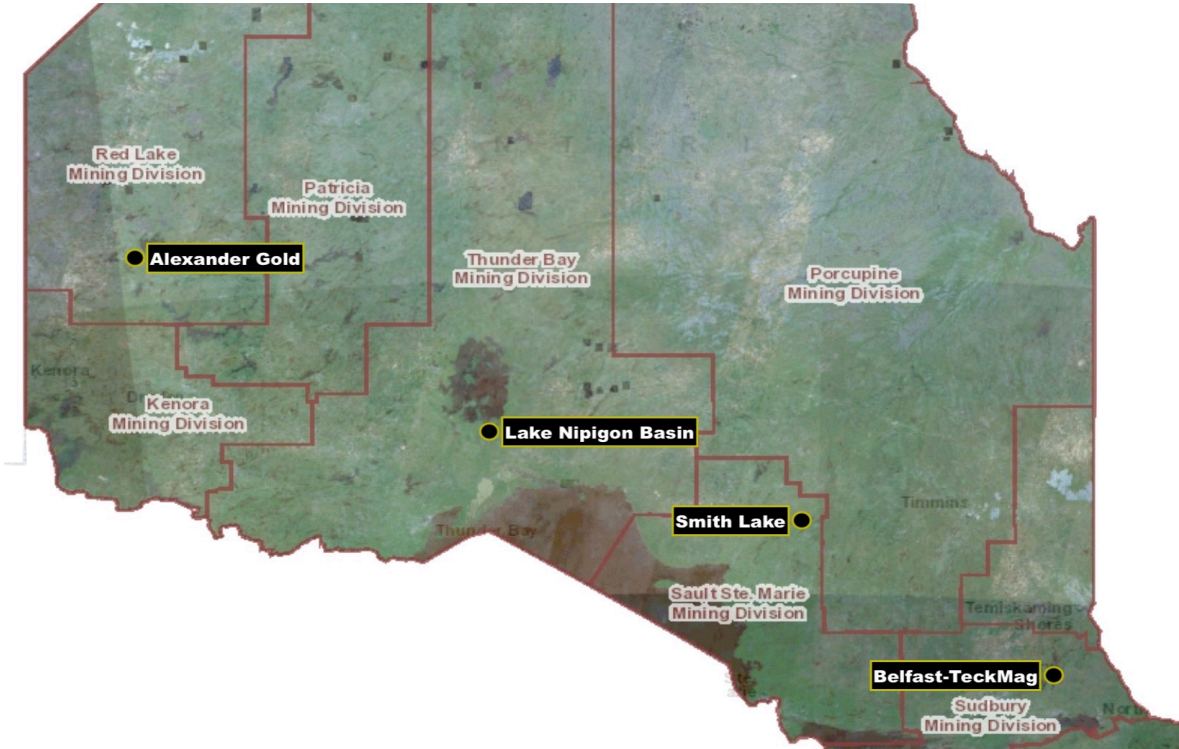 O N T A R I O
Red Lake
Mining Division
Patricia
Mining Division
Alexander Gold
Thunder Bay
Mining Division
Porcupine
Mining Division
Kenora
Kenora
Mining Division
Lake Nipigon Basin
Timmins
Smith Lake
Thunder Bay
Sault Ste. Marie
Mining Division
Temiskaming
Shores
Belfast-TeckMag
Sudbury
Mining Division